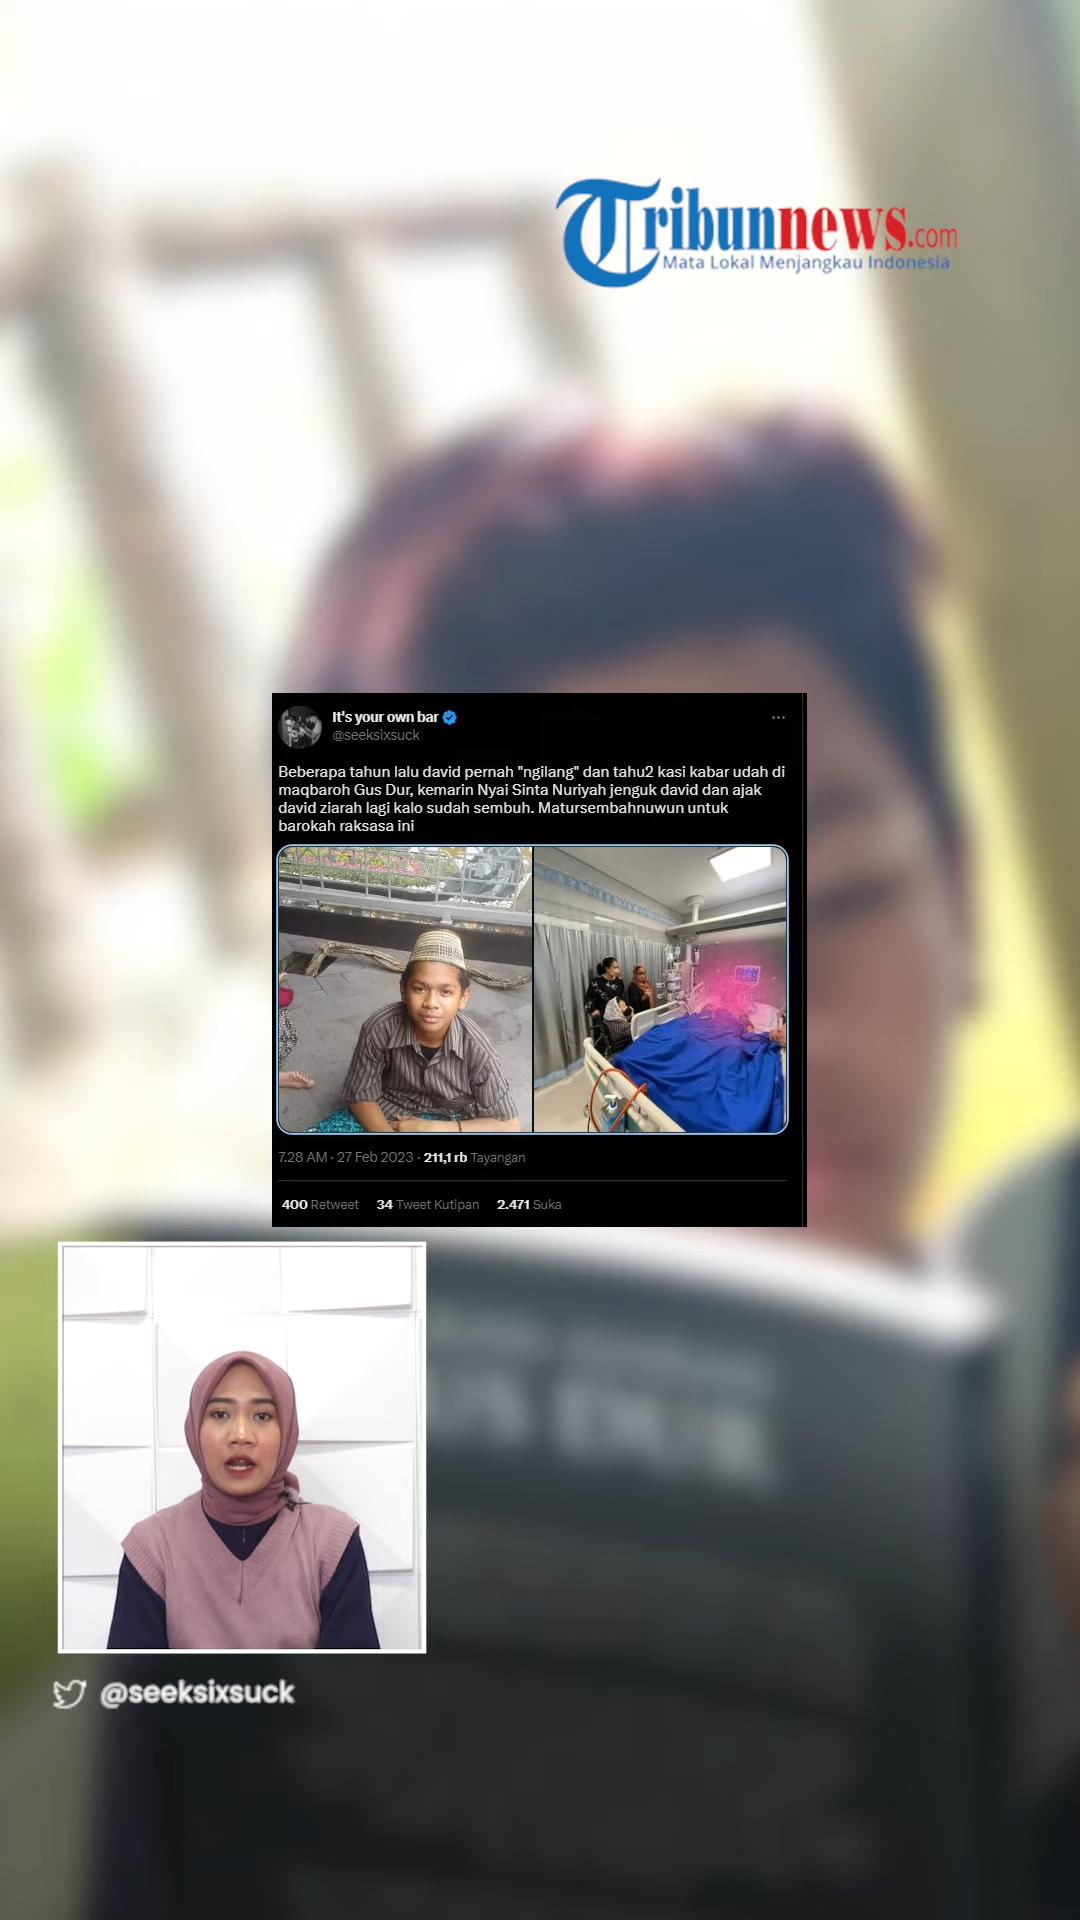 Tribunnews.com
Mata Lokal Menjangkau Indonesia
It's your own bar
@seeksixsuck
Beberapa tahun lalu david pernah "ngilang" dan tahu2 kasi kabar udah di
maqbaroh Gus Dur, kemarin Nyai Sinta Nuriyah jenguk david dan ajak
david ziarah lagi kalo sudah sembuh. Matursembahnuwun untuk
barokah raksasa ini
7.28 AM · 27 Feb 2023 · 211,1 rb Tayangan
400 Retweet 34 Tweet Kutipan 2.471 Suka
@seeksixsuck